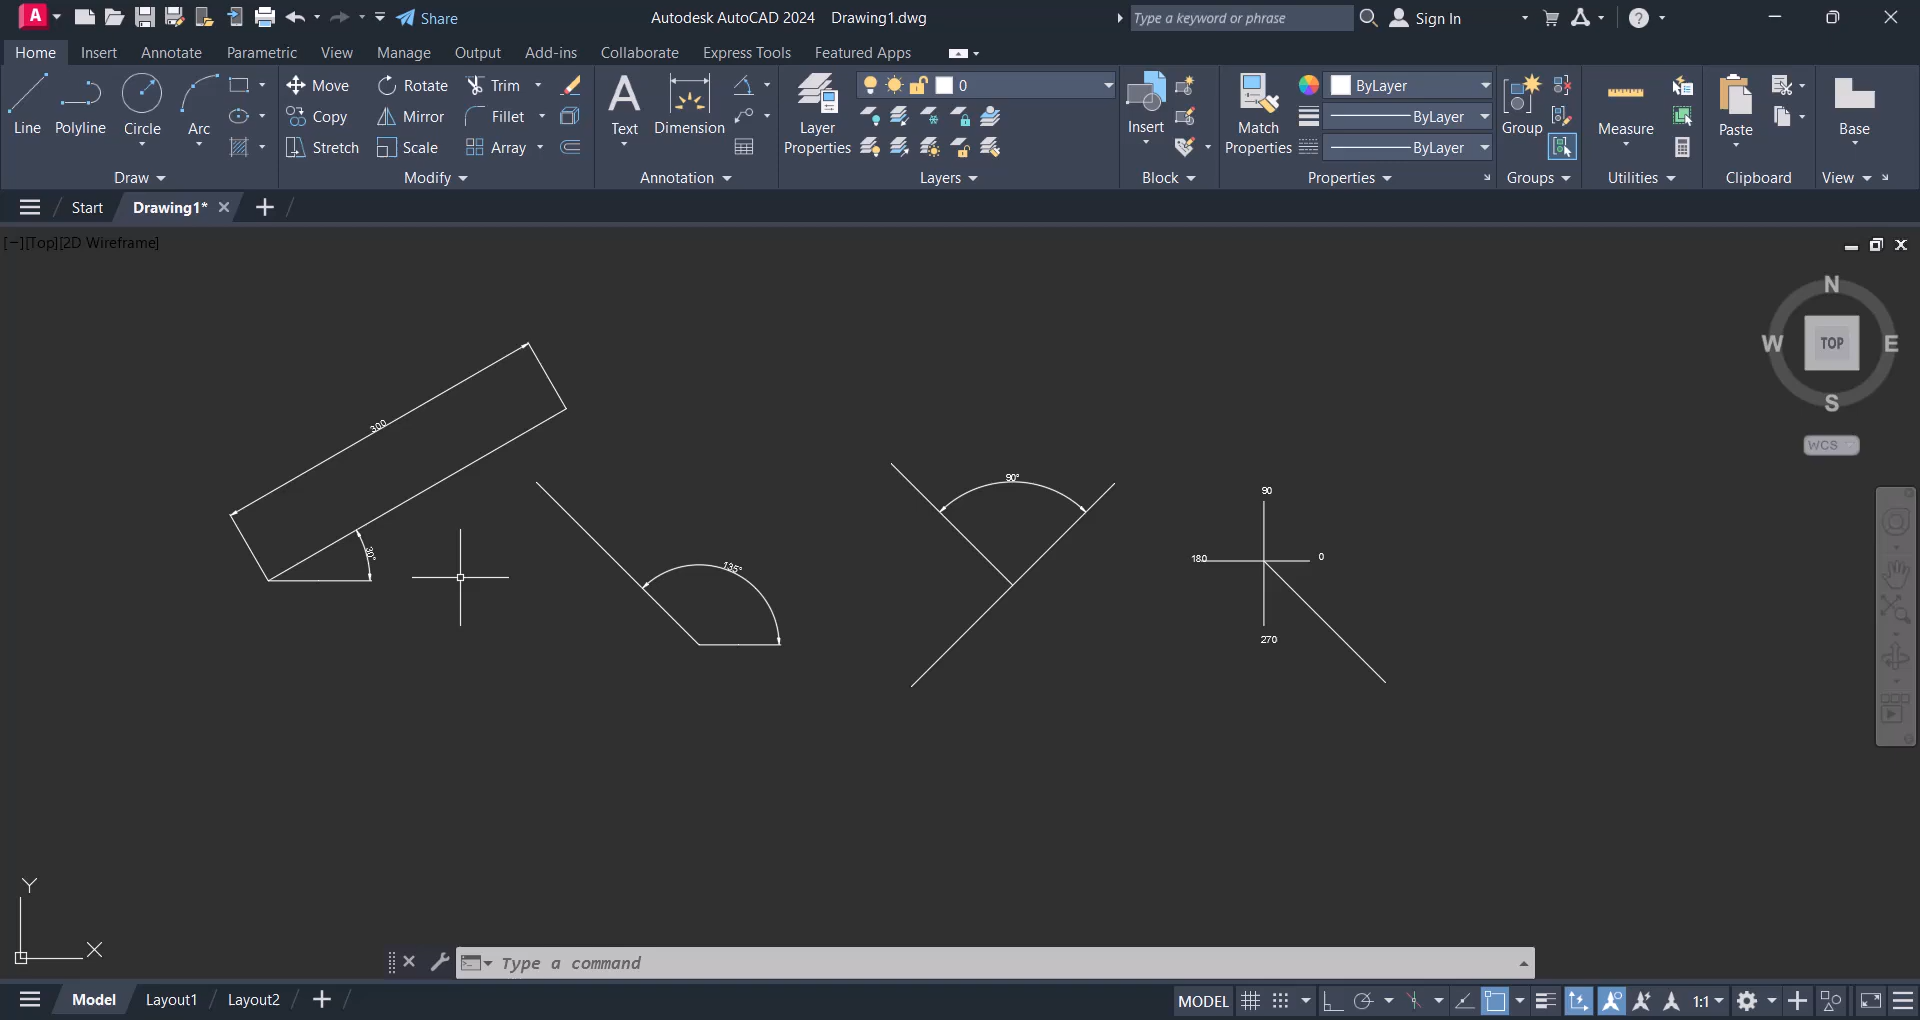 A Share Autodesk AutoCAD 2024 Drawing1.dwg Type a keyword or phrase Sign In ?
Home Insert Annotate Parametric View Manage Output Add-ins Collaborate Express Tools Featured Apps
Line Polyline Circle Arc
Move Rotate Trim
Copy Mirror Fillet
Stretch Scale Array
A Text Dimension
Layer Properties
0
Insert
Match Properties
ByLayer
ByLayer
ByLayer
Group
Measure
Paste
Base
Draw Modify Annotation Layers Block Properties Groups Utilities Clipboard View
Start Drawing1* +
[−][Top][2D Wireframe]
N
W TOP E
S
WCS
300
30°
135°
90°
90
180 0
270
Y
X
Type a command
Model Layout1 Layout2 +
MODEL 1:1